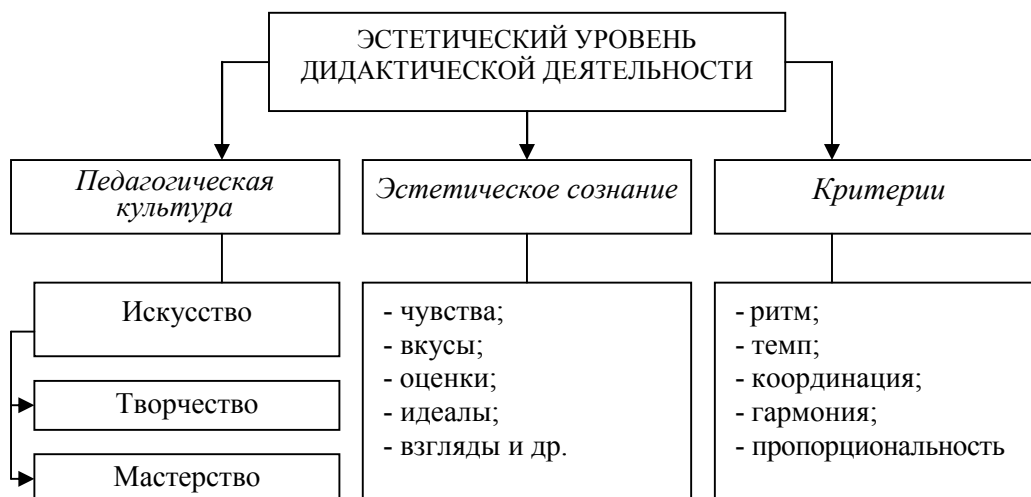 ЭСТЕТИЧЕСКИЙ УРОВЕНЬ
ДИДАКТИЧЕСКОЙ ДЕЯТЕЛЬНОСТИ
Педагогическая
культура
Эстетическое сознание
Критерии
Искусство
Творчество
Мастерство
- чувства;
- вкусы;
- оценки;
- идеалы;
- взгляды и др.
- ритм;
- темп;
- координация;
- гармония;
- пропорциональность